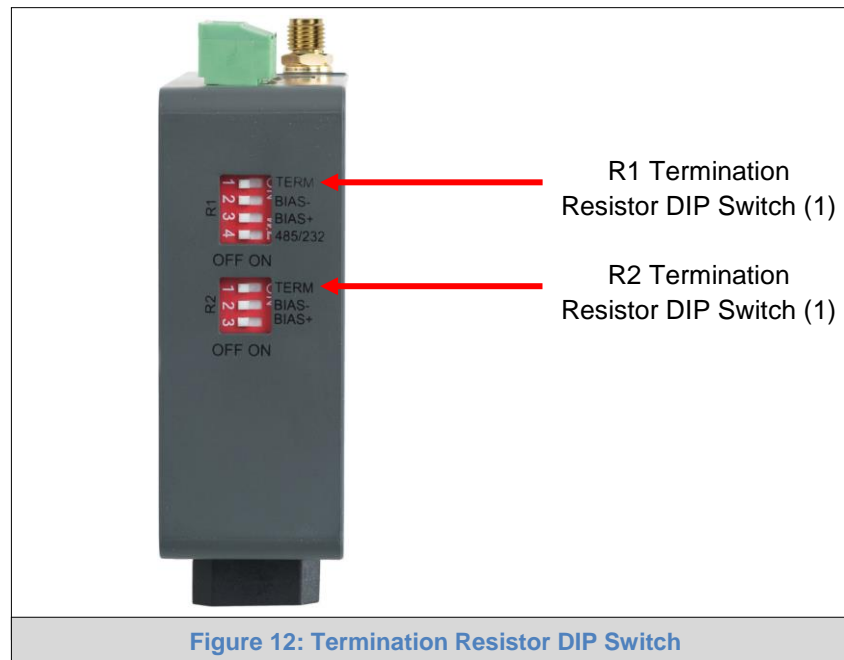 1 TERM
2 BIAS-
3 BIAS+
4 485/232
R1
ON
OFF ON
1 TERM
2 BIAS-
3 BIAS+
R2
ON
OFF ON
R1 Termination
Resistor DIP Switch (1)
R2 Termination
Resistor DIP Switch (1)
Figure 12: Termination Resistor DIP Switch